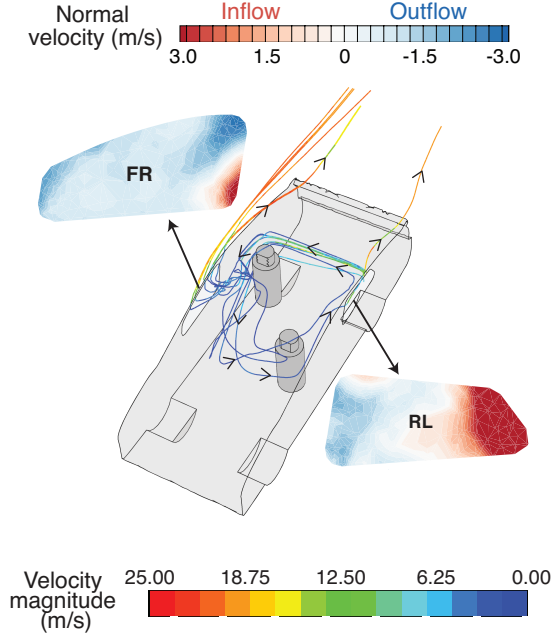 Normal
velocity (m/s)
Inflow
Outflow
3.0 1.5 0 -1.5 -3.0
FR
RL
Velocity
magnitude
(m/s)
25.00 18.75 12.50 6.25 0.00